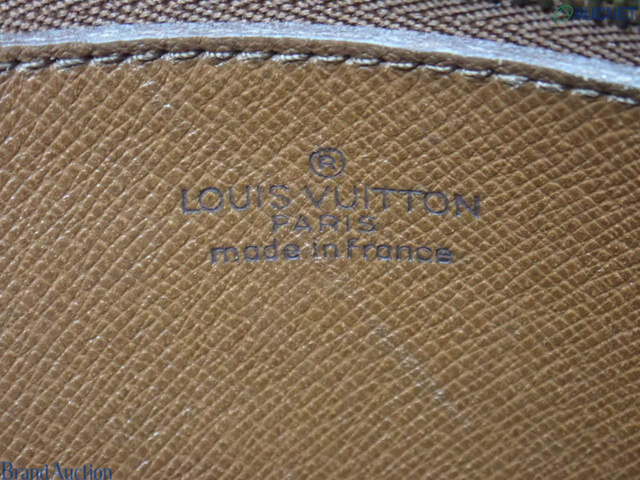 ®
LOUIS VUITTON
PARIS
made in France
Brand Auction